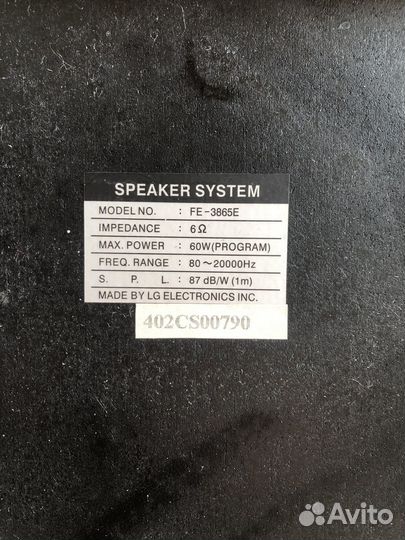 SPEAKER SYSTEM
MODEL NO. : FE-3865E
IMPEDANCE : 6Ω
MAX. POWER : 60W(PROGRAM)
FREQ. RANGE : 80~20000Hz
S. P. L. : 87 dB/W (1m)
MADE BY LG ELECTRONICS INC.
402CS00790
Avito